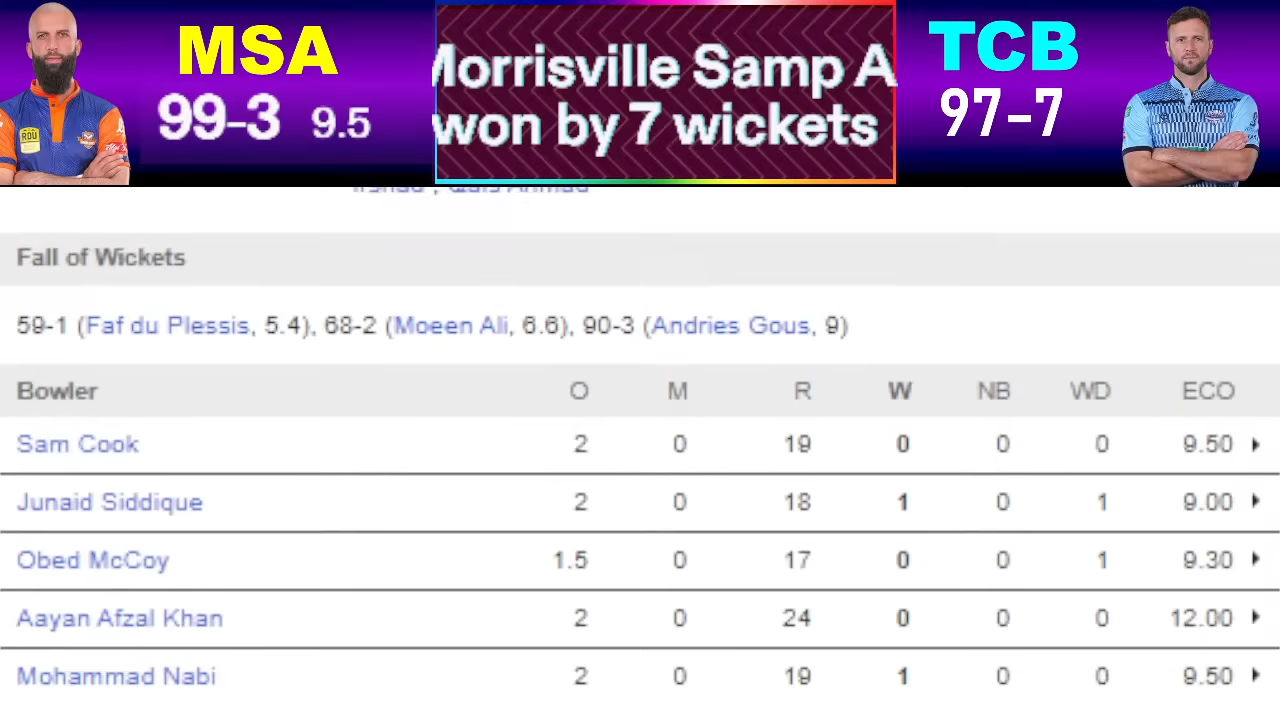 MSA
99-3 9.5
Morrisville Samp A
won by 7 wickets
TCB
97-7
Irshad , Qais Ahmad
Fall of Wickets
59-1 (Faf du Plessis, 5.4), 68-2 (Moeen Ali, 6.6), 90-3 (Andries Gous, 9)
Bowler O M R W NB WD ECO
Sam Cook 2 0 19 0 0 0 9.50
Junaid Siddique 2 0 18 1 0 1 9.00
Obed McCoy 1.5 0 17 0 0 1 9.30
Aayan Afzal Khan 2 0 24 0 0 0 12.00
Mohammad Nabi 2 0 19 1 0 0 9.50